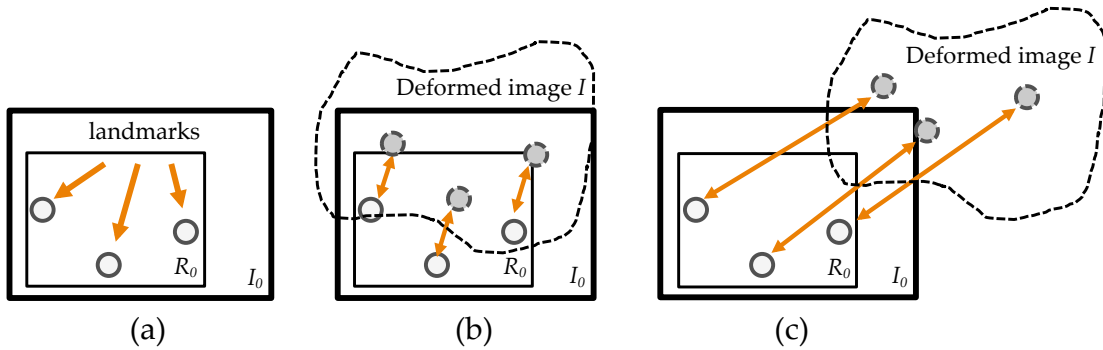 landmarks
R0
I0
(a)
Deformed image I
R0
I0
(b)
Deformed image I
R0
I0
(c)